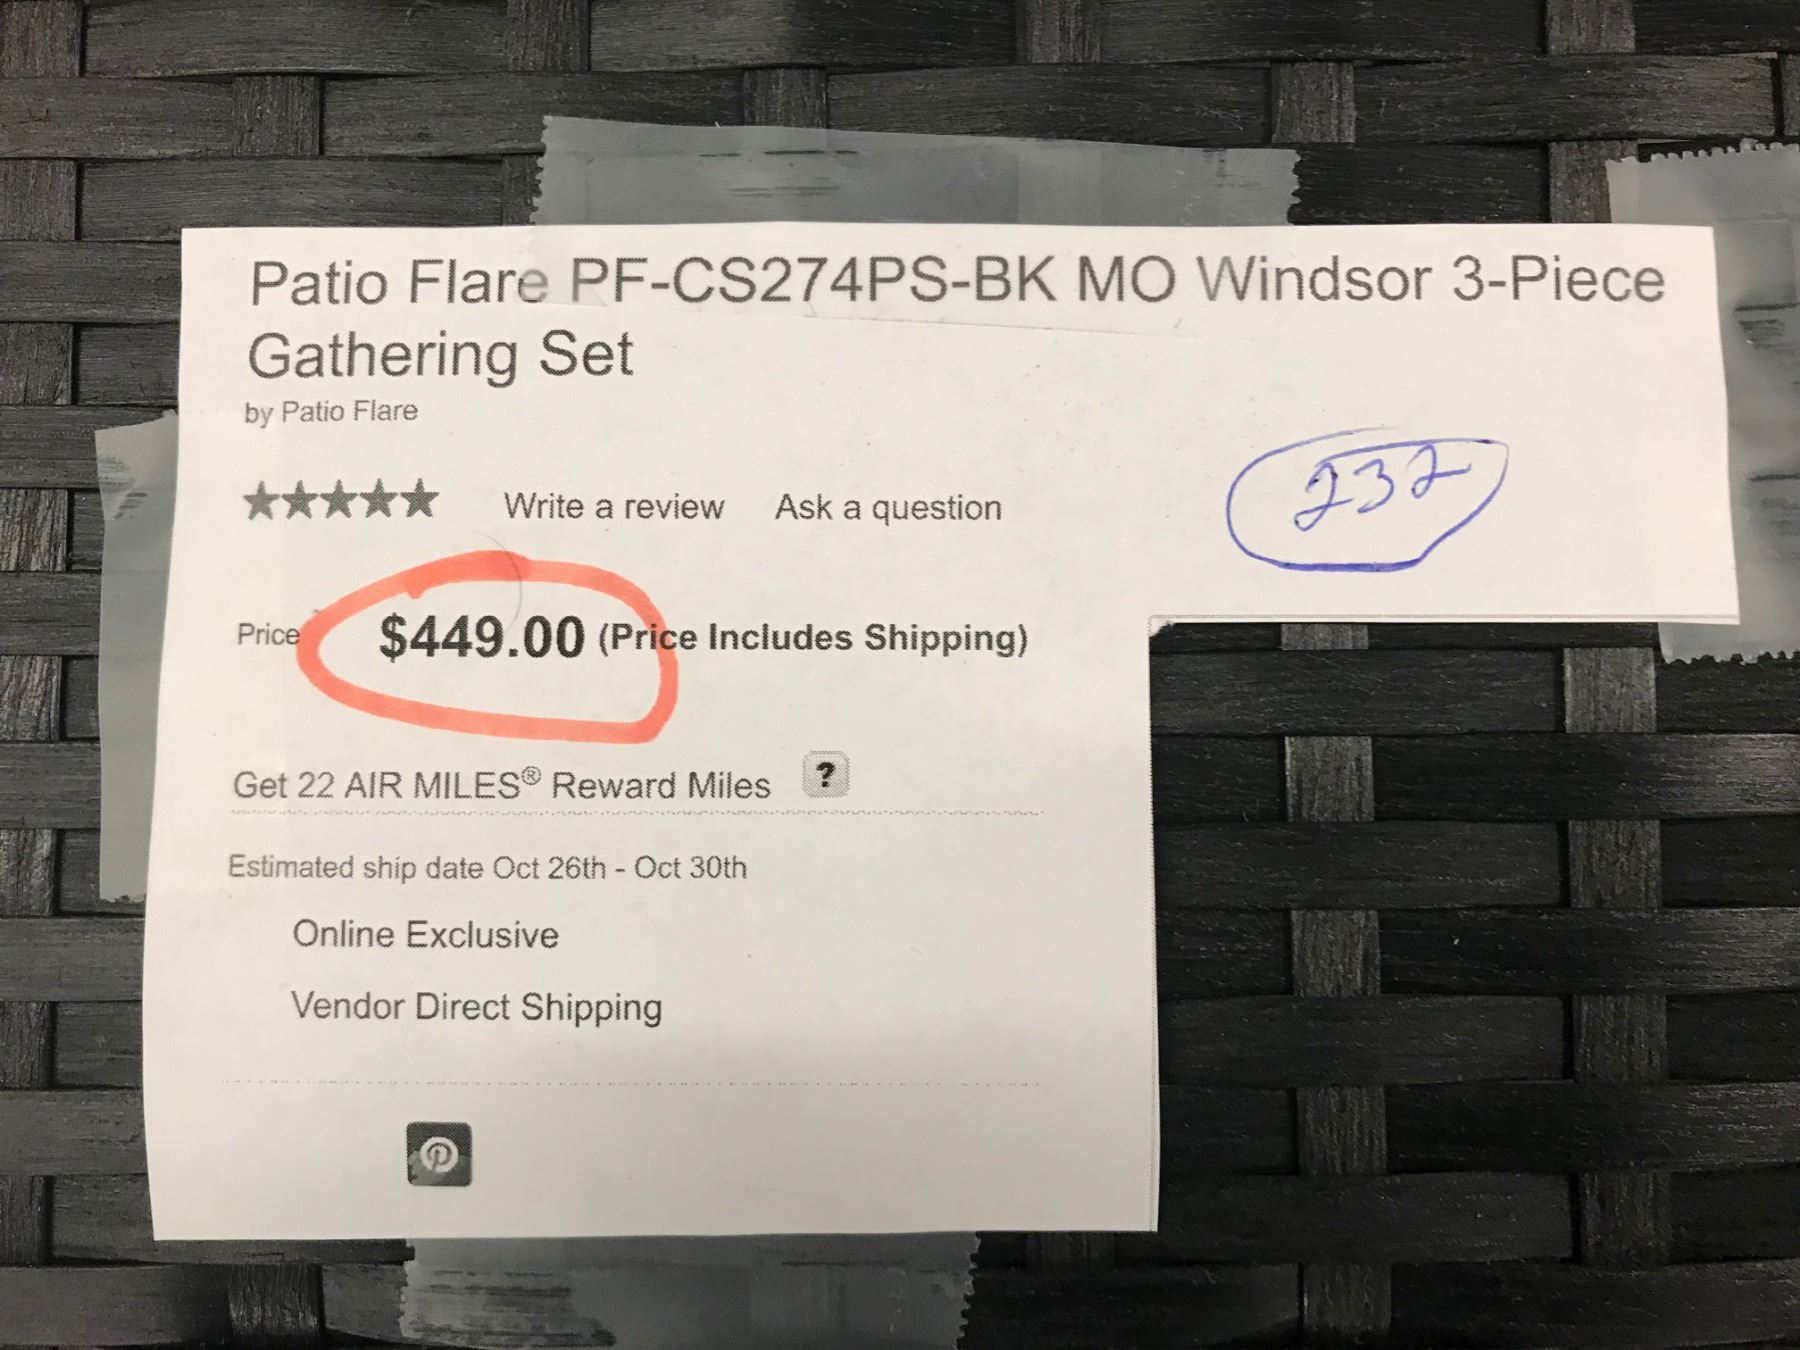 Patio Flare PF-CS274PS-BK MO Windsor 3-Piece
Gathering Set
by Patio Flare
232
Write a review Ask a question
Price $449.00 (Price Includes Shipping)
Get 22 AIR MILES® Reward Miles ?
Estimated ship date Oct 26th - Oct 30th
Online Exclusive
Vendor Direct Shipping